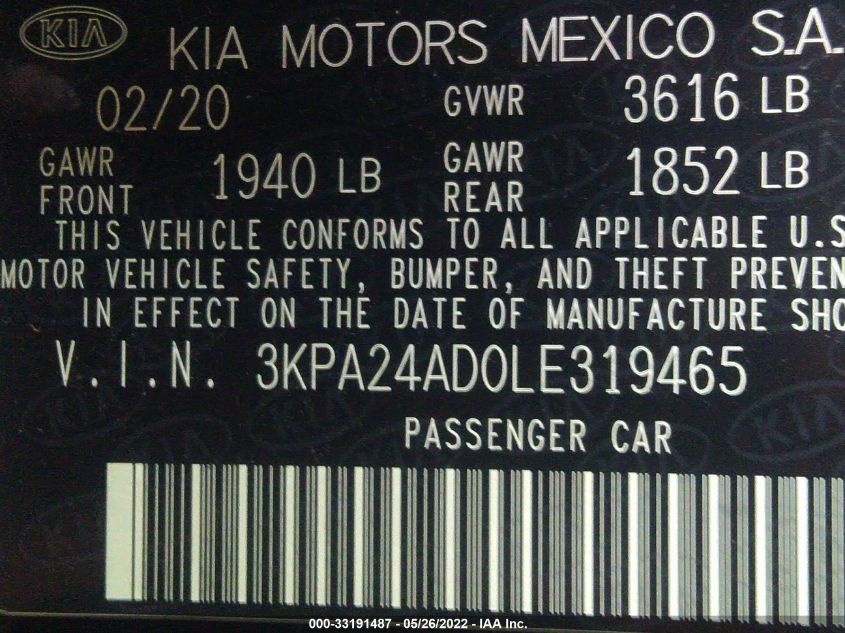 KIA KIA MOTORS MEXICO S.A.
02/20 GVWR 3616 LB
GAWR FRONT 1940 LB GAWR REAR 1852 LB
THIS VEHICLE CONFORMS TO ALL APPLICABLE U.S
MOTOR VEHICLE SAFETY, BUMPER, AND THEFT PREVEN
IN EFFECT ON THE DATE OF MANUFACTURE SHO
V.I.N. 3KPA24AD0LE319465
PASSENGER CAR
000-33191487 - 05/26/2022 - IAA Inc.